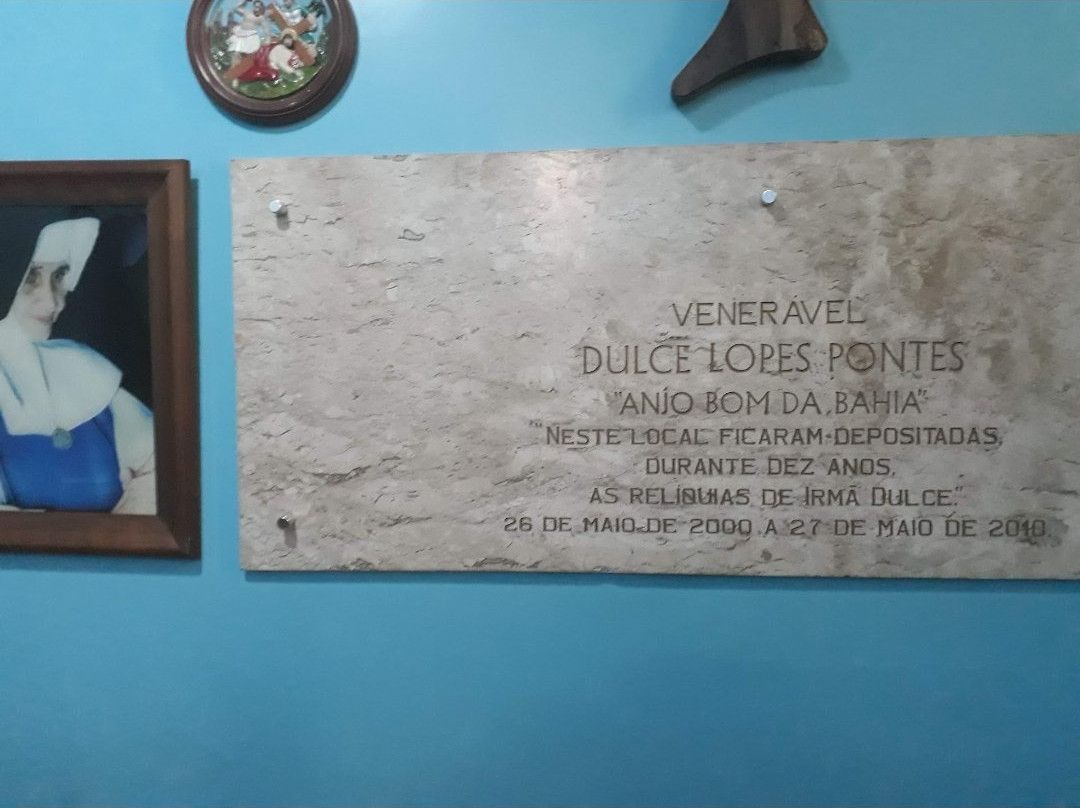 VENERÁVEL
DULCE LOPES PONTES
"ANJO BOM DA BAHIA"
"NESTE LOCAL FICARAM DEPOSITADAS,
DURANTE DEZ ANOS,
AS RELÍQUIAS DE IRMÃ DULCE."
26 DE MAIO DE 2000 A 27 DE MAIO DE 2010.